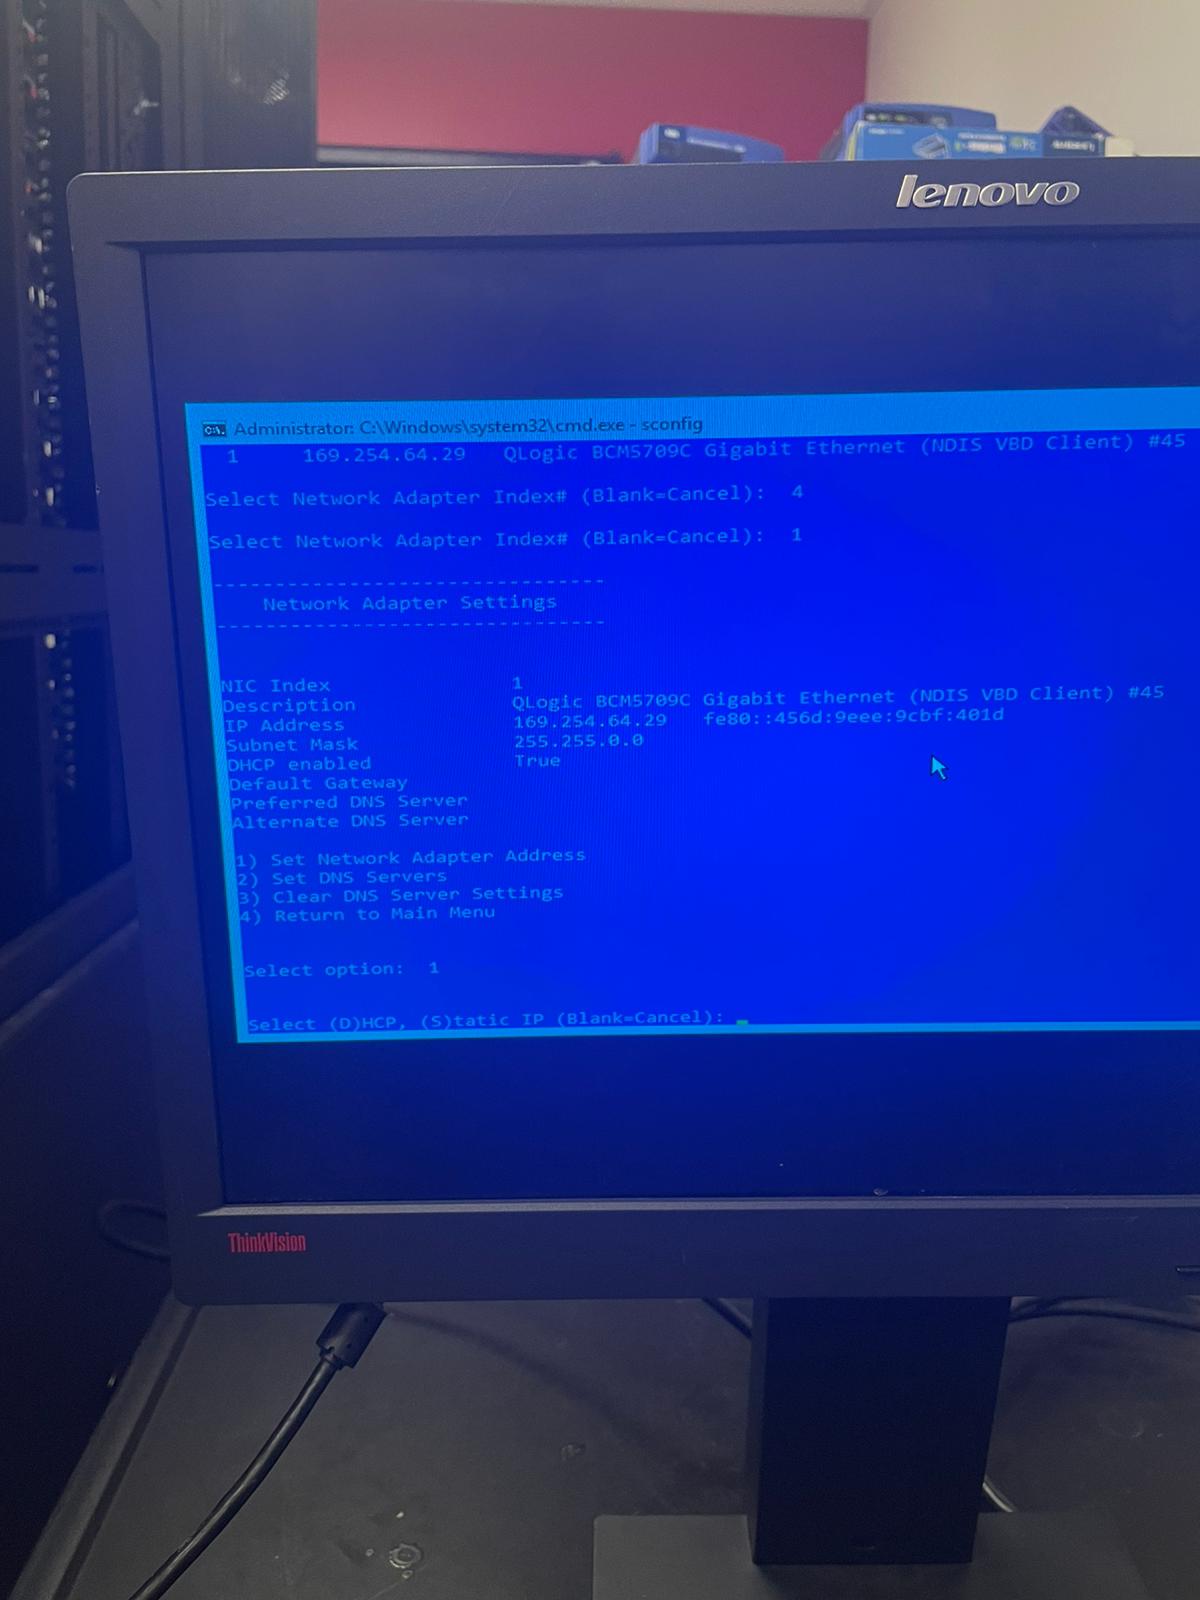 lenovo
Administrator: C:\Windows\system32\cmd.exe - sconfig
1 169.254.64.29 QLogic BCM5709C Gigabit Ethernet (NDIS VBD Client) #45
Select Network Adapter Index# (Blank=Cancel): 4
Select Network Adapter Index# (Blank=Cancel): 1
--------------------------------
Network Adapter Settings
--------------------------------
NIC Index 1
Description QLogic BCM5709C Gigabit Ethernet (NDIS VBD Client) #45
IP Address 169.254.64.29 fe80::456d:9eee:9cbf:401d
Subnet Mask 255.255.0.0
DHCP enabled True
Default Gateway
Preferred DNS Server
Alternate DNS Server
1) Set Network Adapter Address
2) Set DNS Servers
3) Clear DNS Server Settings
4) Return to Main Menu
Select option: 1
Select (D)HCP, (S)tatic IP (Blank=Cancel):
ThinkVision